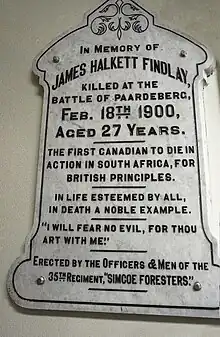 IN MEMORY OF
JAMES HALKETT FINDLAY,
KILLED AT THE
BATTLE OF PAARDEBERG,
FEB. 18TH 1900,
AGED 27 YEARS.
THE FIRST CANADIAN TO DIE IN
ACTION IN SOUTH AFRICA, FOR
BRITISH PRINCIPLES.
IN LIFE ESTEEMED BY ALL,
IN DEATH A NOBLE EXAMPLE.
"I WILL FEAR NO EVIL, FOR THOU
ART WITH ME."
ERECTED BY THE OFFICERS & MEN OF THE
35TH REGIMENT, "SIMCOE FORESTERS."